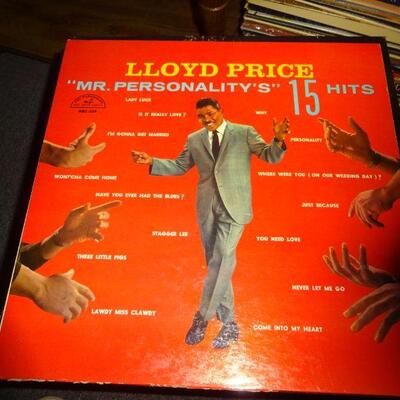 LLOYD PRICE
"MR. PERSONALITY'S" 15 HITS
LADY LUCK
IS IT REALLY LOVE?
WHY
I'M GONNA GET MARRIED
PERSONALITY
WON'TCHA COME HOME
WHERE WERE YOU (ON OUR WEDDING DAY)?
HAVE YOU EVER HAD THE BLUES?
JUST BECAUSE
STAGGER LEE
YOU NEED LOVE
THREE LITTLE PIGS
NEVER LET ME GO
LAWDY MISS CLAWDY
COME INTO MY HEART